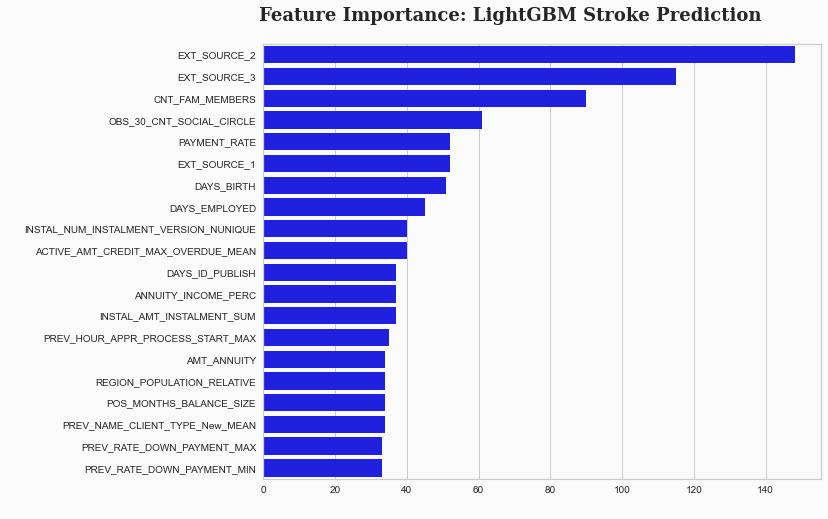 Feature Importance: LightGBM Stroke Prediction
EXT_SOURCE_2
EXT_SOURCE_3
CNT_FAM_MEMBERS
OBS_30_CNT_SOCIAL_CIRCLE
PAYMENT_RATE
EXT_SOURCE_1
DAYS_BIRTH
DAYS_EMPLOYED
INSTAL_NUM_INSTALMENT_VERSION_NUNIQUE
ACTIVE_AMT_CREDIT_MAX_OVERDUE_MEAN
DAYS_ID_PUBLISH
ANNUITY_INCOME_PERC
INSTAL_AMT_INSTALMENT_SUM
PREV_HOUR_APPR_PROCESS_START_MAX
AMT_ANNUITY
REGION_POPULATION_RELATIVE
POS_MONTHS_BALANCE_SIZE
PREV_NAME_CLIENT_TYPE_New_MEAN
PREV_RATE_DOWN_PAYMENT_MAX
PREV_RATE_DOWN_PAYMENT_MIN
0 20 40 60 80 100 120 140